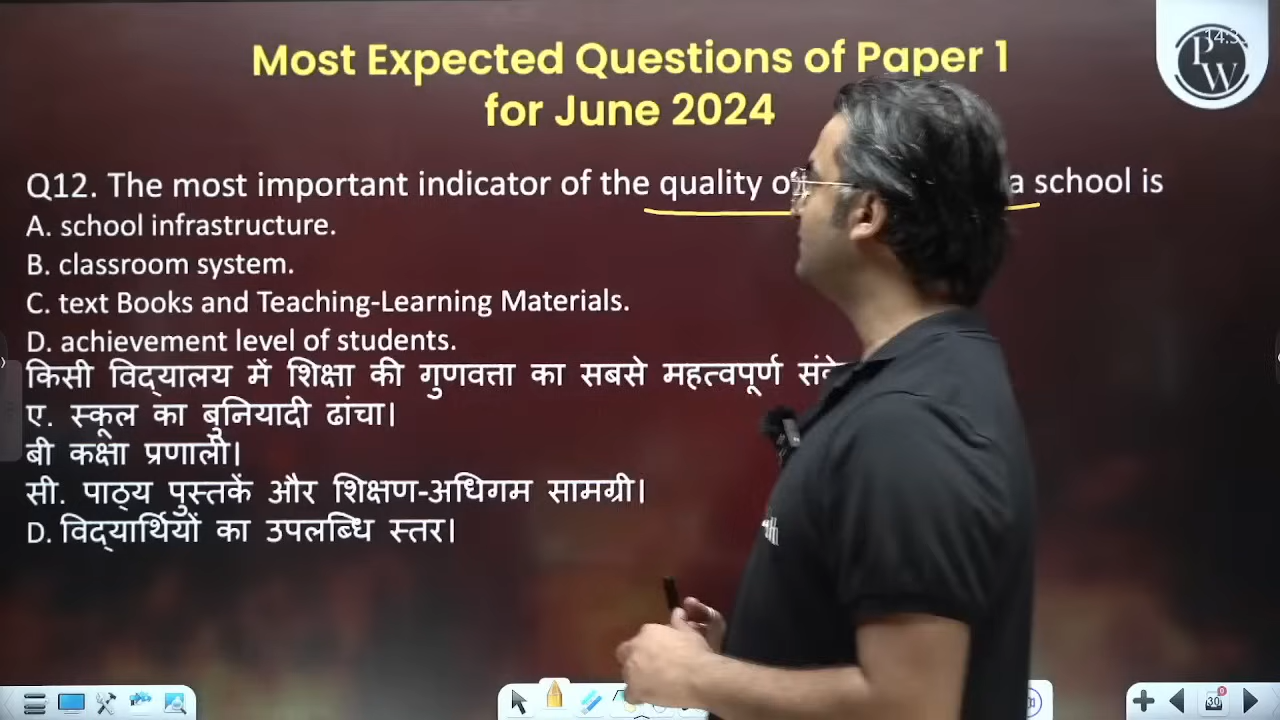 Most Expected Questions of Paper 1
for June 2024
PW
Q12. The most important indicator of the quality a school is
A. school infrastructure.
B. classroom system.
C. text Books and Teaching-Learning Materials.
D. achievement level of students.
किसी विद्यालय में शिक्षा की गुणवत्ता का सबसे महत्वपूर्ण
ए. स्कूल का बुनियादी ढांचा।
बी कक्षा प्रणाली।
सी. पाठ्य पुस्तकें और शिक्षण-अधिगम सामग्री।
D. विद्यार्थियों का उपलब्धि स्तर।
30